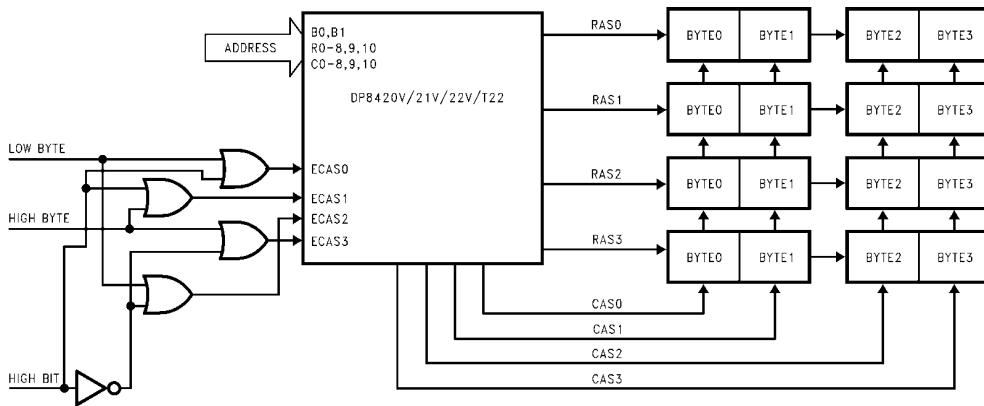 ADDRESS
B0,B1
R0-8,9,10
C0-8,9,10
DP8420V/21V/22V/T22
ECAS0
ECAS1
ECAS2
ECAS3
LOW BYTE
HIGH BYTE
HIGH BIT
RAS0
BYTE0 BYTE1 BYTE2 BYTE3
RAS1
BYTE0 BYTE1 BYTE2 BYTE3
RAS2
BYTE0 BYTE1 BYTE2 BYTE3
RAS3
BYTE0 BYTE1 BYTE2 BYTE3
CAS0
CAS1
CAS2
CAS3